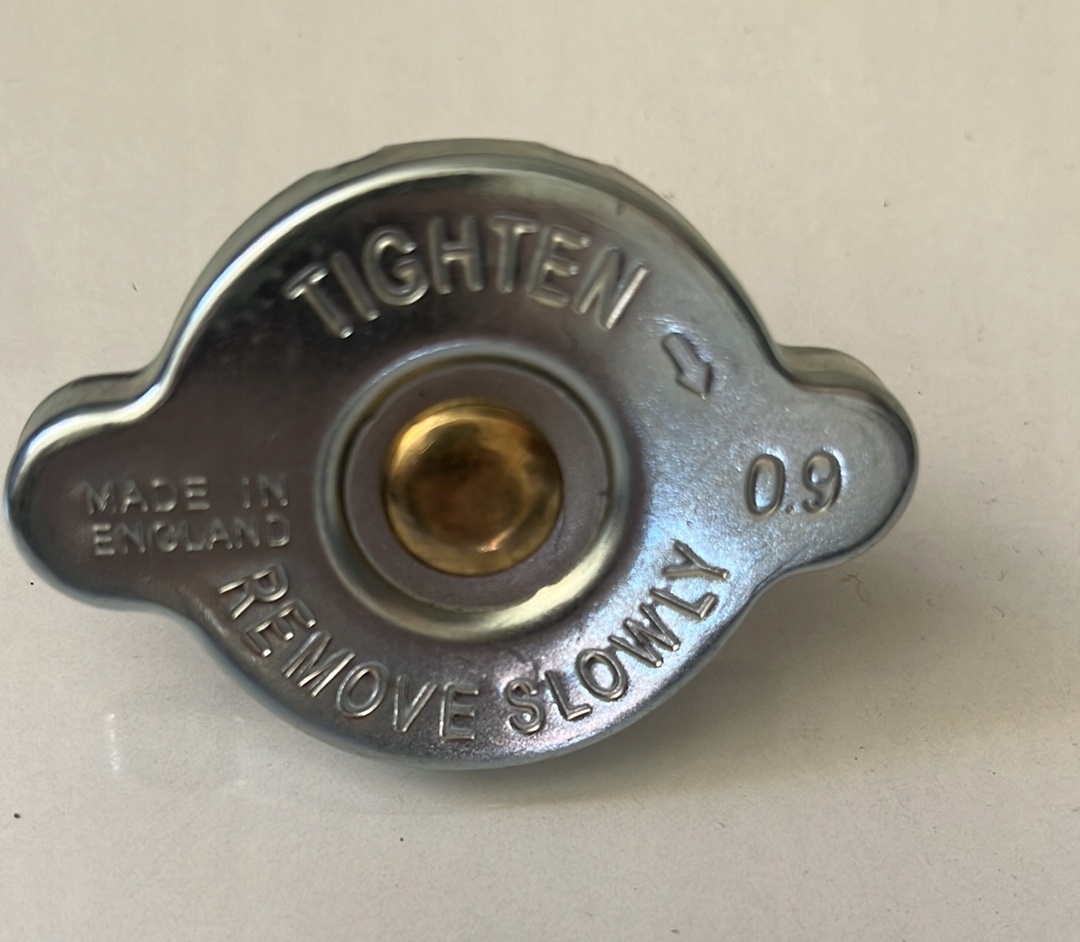 TIGHTEN
0.9
MADE IN
ENGLAND
REMOVE SLOWLY